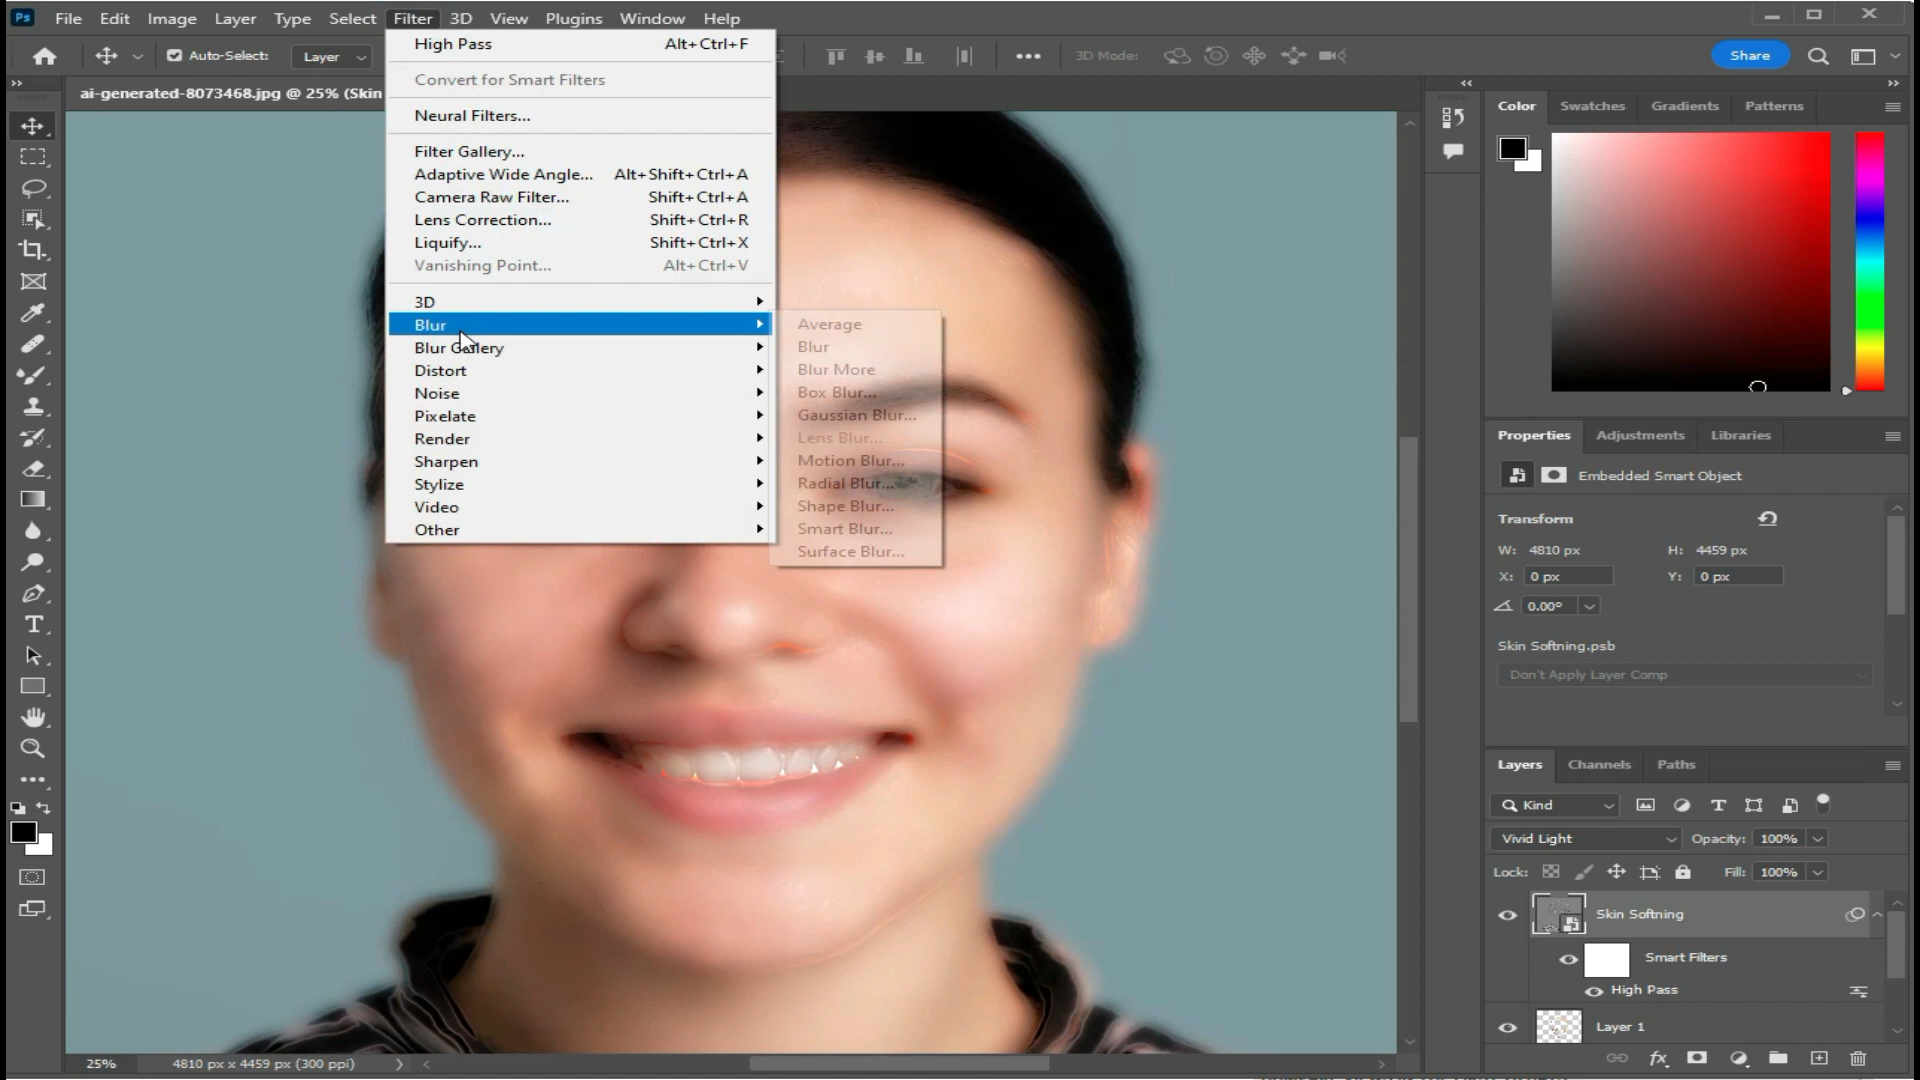 Ps File Edit Image Layer Type Select Filter 3D View Plugins Window Help
Auto-Select: Layer 3D Mode: Share
ai-generated-8073468.jpg @ 25% (Skin
High Pass Alt+Ctrl+F
Convert for Smart Filters
Neural Filters...
Filter Gallery...
Adaptive Wide Angle... Alt+Shift+Ctrl+A
Camera Raw Filter... Shift+Ctrl+A
Lens Correction... Shift+Ctrl+R
Liquify... Shift+Ctrl+X
Vanishing Point... Alt+Ctrl+V
3D
Blur
Blur Gallery
Distort
Noise
Pixelate
Render
Sharpen
Stylize
Video
Other
Average
Blur
Blur More
Box Blur...
Gaussian Blur...
Lens Blur...
Motion Blur...
Radial Blur...
Shape Blur...
Smart Blur...
Surface Blur...
Color Swatches Gradients Patterns
Properties Adjustments Libraries
Embedded Smart Object
Transform
W: 4810 px H: 4459 px
X: 0 px Y: 0 px
0.00°
Skin Softning.psb
Don't Apply Layer Comp
Layers Channels Paths
Kind
Vivid Light Opacity: 100%
Lock: Fill: 100%
Skin Softning
Smart Filters
High Pass
Layer 1
fx
25% 4810 px x 4459 px (300 ppi)